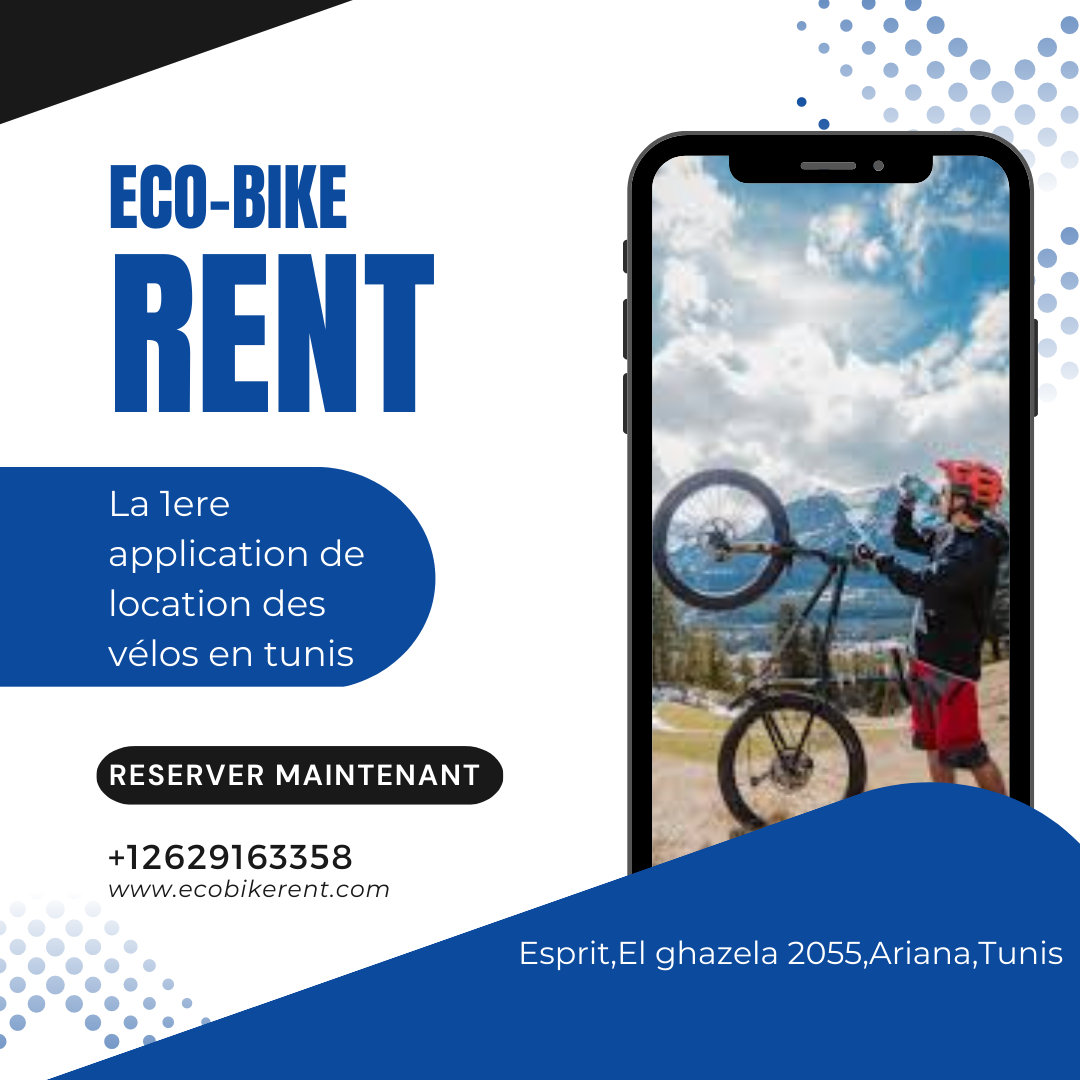 ECO-BIKE
RENT
La 1ere
application de
location des
vélos en tunis
RESERVER MAINTENANT
+12629163358
www.ecobikerent.com
Esprit,El ghazela 2055,Ariana,Tunis